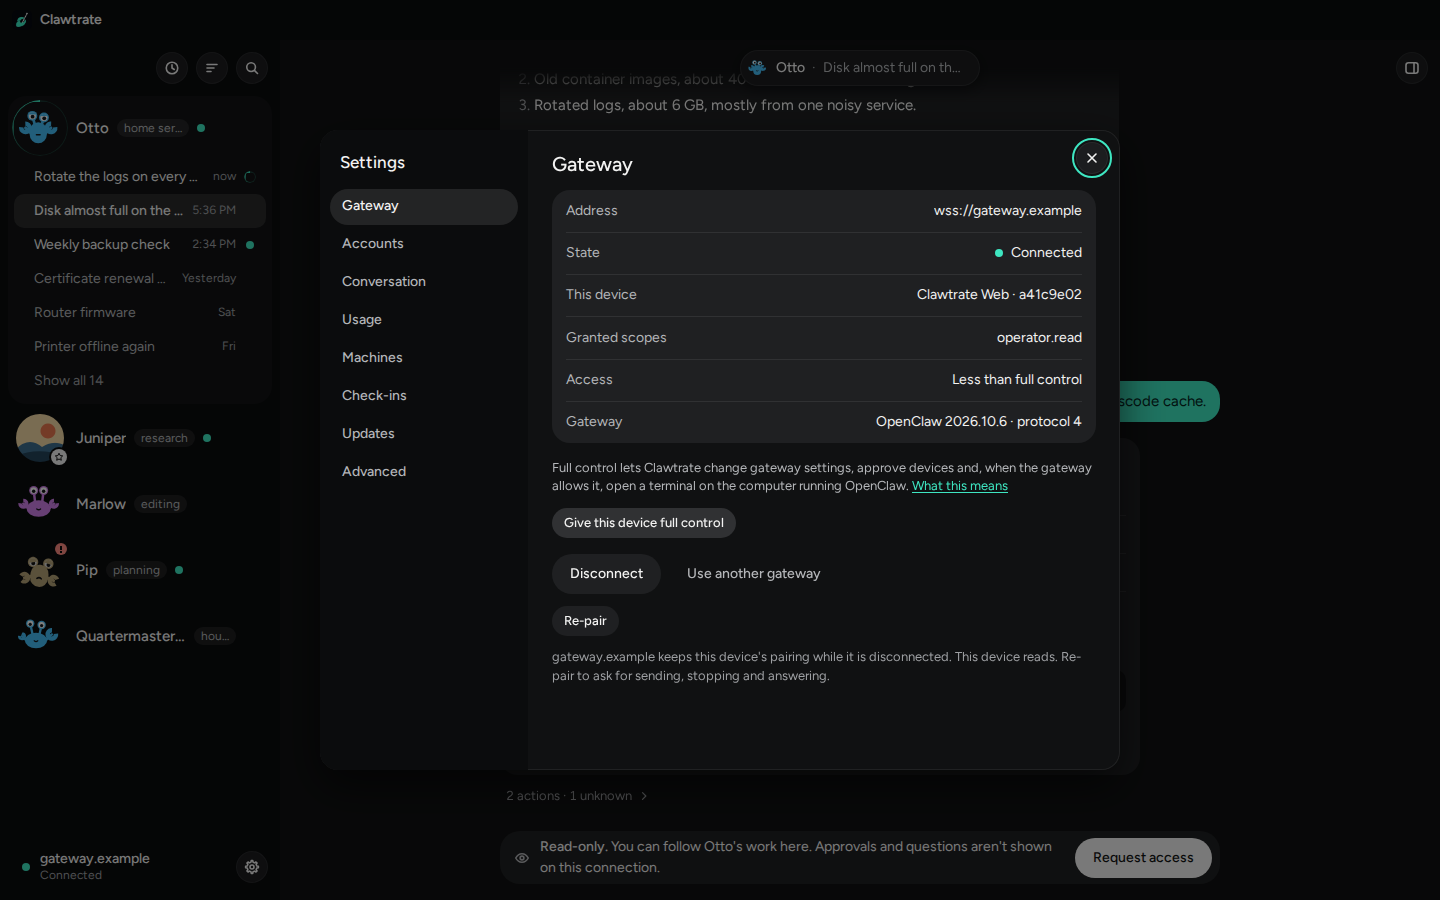 Clawtrate
Otto home ser...
Rotate the logs on every ... now
Disk almost full on the ... 5:36 PM
Weekly backup check 2:34 PM
Certificate renewal ... Yesterday
Router firmware Sat
Printer offline again Fri
Show all 14
Juniper research
Marlow editing
Pip planning
Quartermaster... hou...
gateway.example
Connected
Otto · Disk almost full on th...
2. Old container images, about 40
3. Rotated logs, about 6 GB, mostly from one noisy service.
scode cache.
Settings
Gateway
Accounts
Conversation
Usage
Machines
Check-ins
Updates
Advanced
Gateway
Address wss://gateway.example
State Connected
This device Clawtrate Web · a41c9e02
Granted scopes operator.read
Access Less than full control
Gateway OpenClaw 2026.10.6 · protocol 4
Full control lets Clawtrate change gateway settings, approve devices and, when the gateway
allows it, open a terminal on the computer running OpenClaw. What this means
Give this device full control
Disconnect Use another gateway
Re-pair
gateway.example keeps this device's pairing while it is disconnected. This device reads. Re-
pair to ask for sending, stopping and answering.
2 actions · 1 unknown
Read-only. You can follow Otto's work here. Approvals and questions aren't shown
on this connection.
Request access